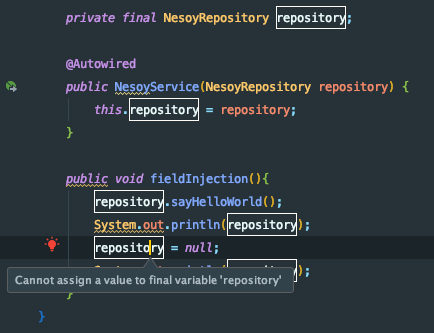 private final NesoyRepository repository;
@Autowired
public NesoyService(NesoyRepository repository) {
this.repository = repository;
}
public void fieldInjection(){
repository.sayHelloWorld();
System.out.println(repository);
repository = null;
Cannot assign a value to final variable 'repository'
);
}
}